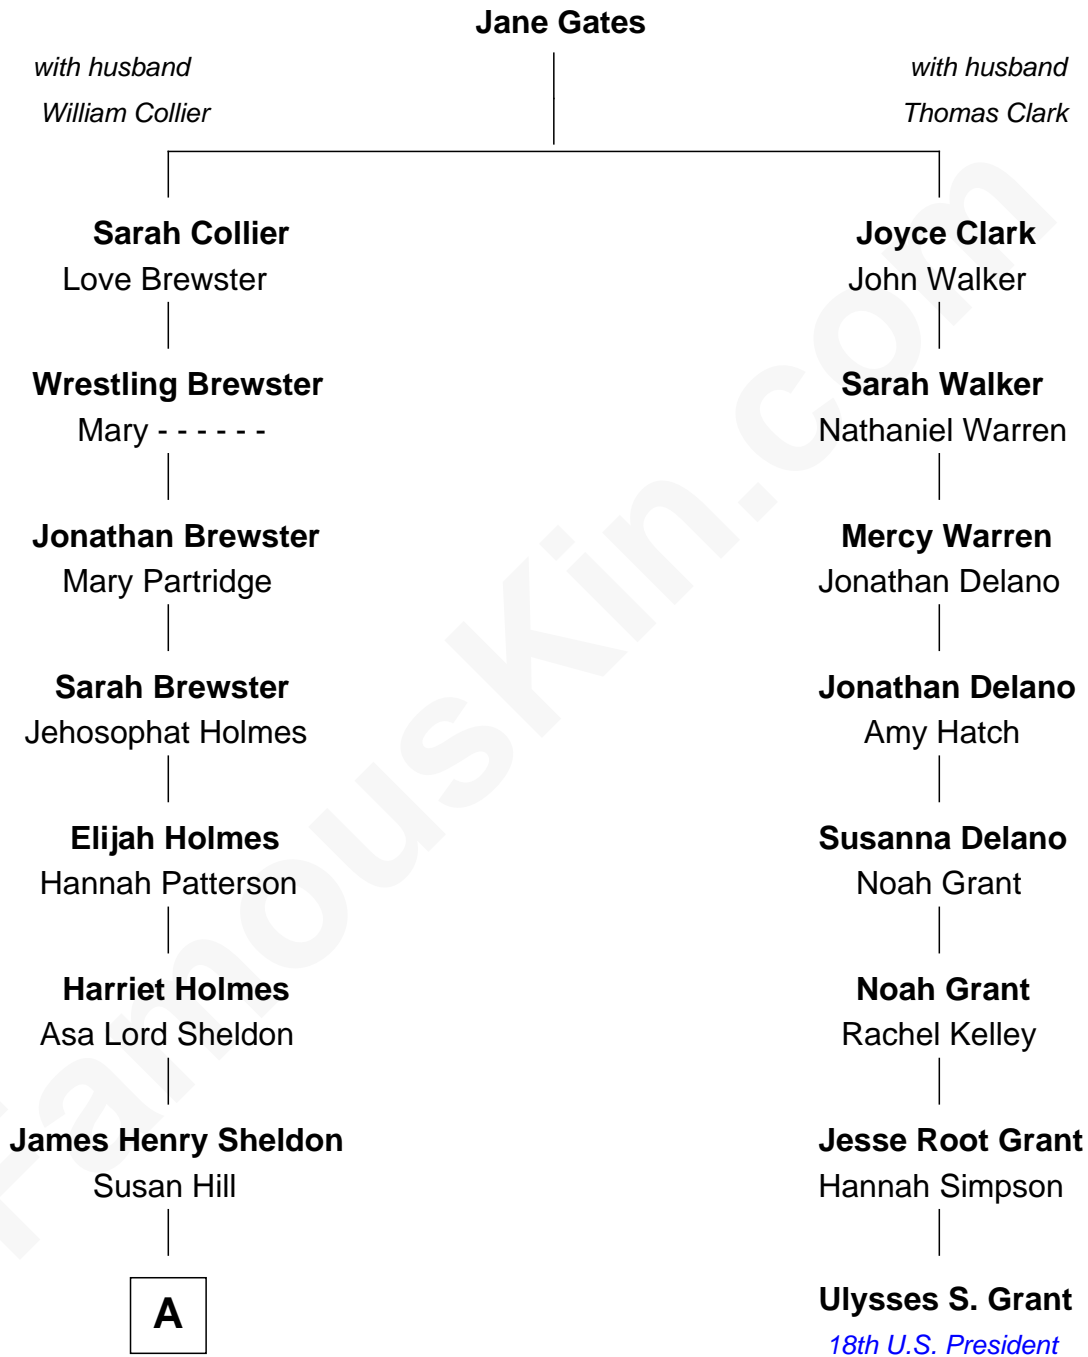 Jane Gates
with husband
William Collier
with husband
Thomas Clark
Sarah Collier
Love Brewster
Joyce Clark
John Walker
Wrestling Brewster
Mary - - - - - -
Sarah Walker
Nathaniel Warren
Jonathan Brewster
Mary Partridge
Mercy Warren
Jonathan Delano
Sarah Brewster
Jehosophat Holmes
Jonathan Delano
Amy Hatch
Elijah Holmes
Hannah Patterson
Susanna Delano
Noah Grant
Harriet Holmes
Asa Lord Sheldon
Noah Grant
Rachel Kelley
James Henry Sheldon
Susan Hill
Jesse Root Grant
Hannah Simpson
A
Ulysses S. Grant
18th U.S. President
FamousKin.com